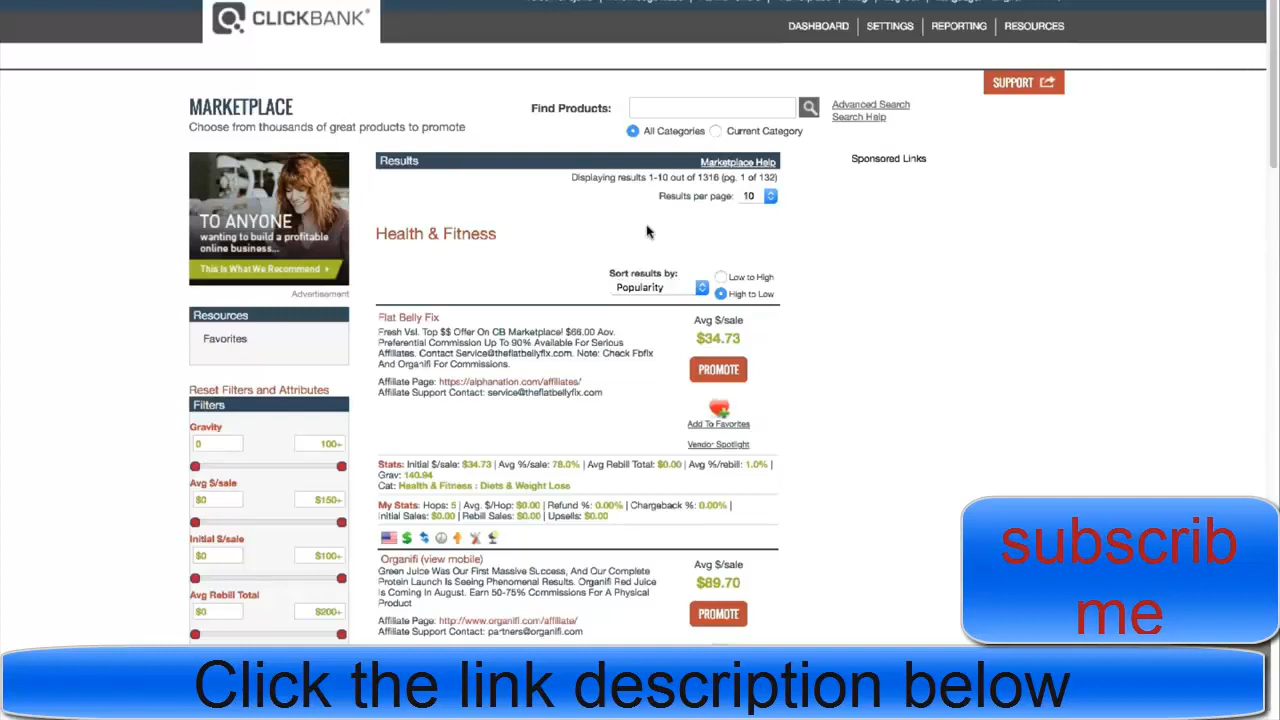 CLICKBANK
DASHBOARD
SETTINGS
REPORTING
RESOURCES
SUPPORT
MARKETPLACE
Choose from thousands of great products to promote
Find Products:
Advanced Search
Search Help
All Categories
Current Category
TO ANYONE
wanting to build a profitable
online business...
This Is What We Recommend
Advertisement
Resources
Favorites
Reset Filters and Attributes
Filters
Gravity
0 100+
Avg $/sale
$0 $150+
Initial $/sale
$0 $100+
Avg Rebill Total
$0 $200+
Results
Marketplace Help
Displaying results 1-10 out of 1316 (pg. 1 of 132)
Results per page: 10
Health & Fitness
Sort results by:
Popularity
Low to High
High to Low
Flat Belly Fix
Fresh Vsl. Top $$ Offer On CB Marketplace! $66.00 Aov.
Preferential Commission Up To 90% Available For Serious
Affiliates. Contact Service@theflatbellyfix.com. Note: Check Fbfix
And Organifi For Commissions.
Affiliate Page: https://alphanation.com/affiliates/
Affiliate Support Contact: service@theflatbellyfix.com
Avg $/sale
$34.73
PROMOTE
Add To Favorites
Vendor Spotlight
Stats: Initial $/sale: $34.73 | Avg %/sale: 78.0% | Avg Rebill Total: $0.00 | Avg %/rebill: 1.0% |
Grav: 140.94
Cat: Health & Fitness : Diets & Weight Loss
My Stats: Hops: 5 | Avg. $/Hop: $0.00 | Refund %: 0.00% | Chargeback %: 0.00% |
Initial Sales: $0.00 | Rebill Sales: $0.00 | Upsells: $0.00
Organifi (view mobile)
Green Juice Was Our First Massive Success, And Our Complete
Protein Launch Is Seeing Phenomenal Results. Organifi Red Juice
Is Coming In August. Earn 50-75% Commissions For A Physical
Product
Affiliate Page: http://www.organifi.com/affiliate/
Affiliate Support Contact: partners@organifi.com
Avg $/sale
$89.70
PROMOTE
Sponsored Links
subscrib
me
Click the link description below